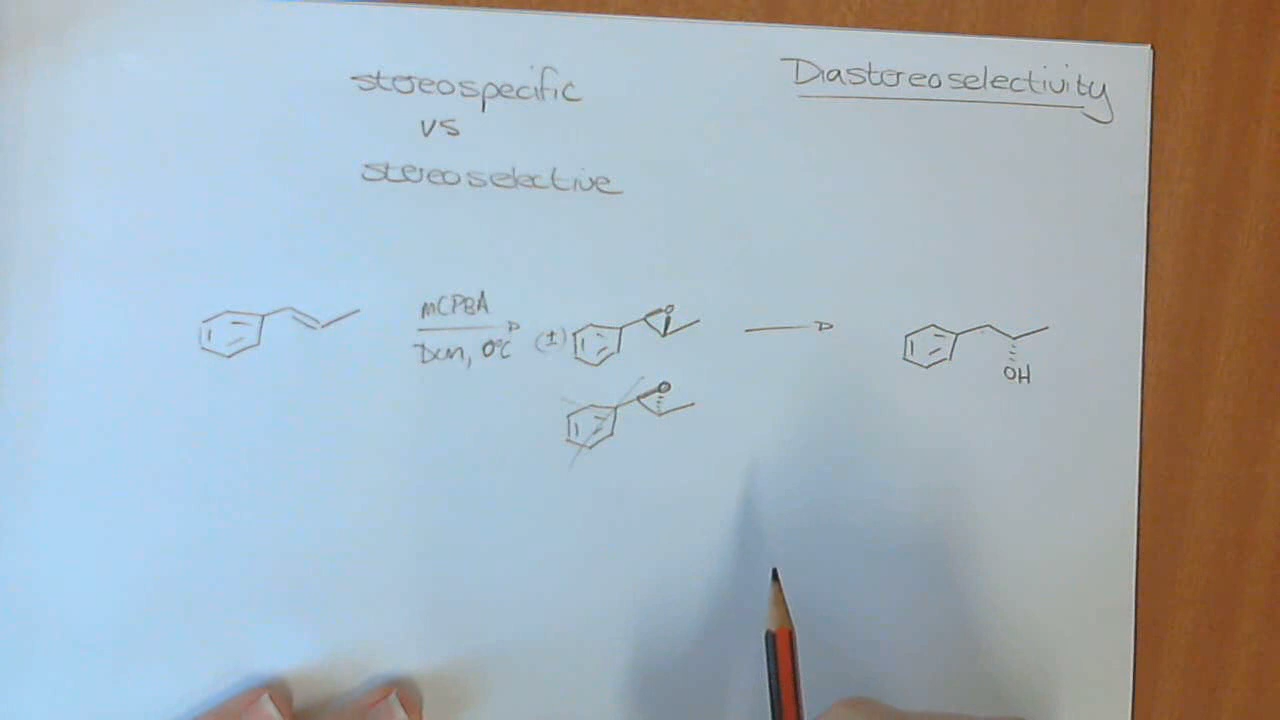 stereospecific
vs
stereoselective
Diastereoselectivity
mCPBA
Dcm, 0°C
(±)
O
O
OH